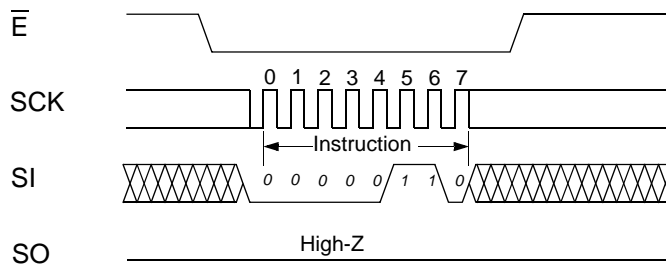 E
0 1 2 3 4 5 6 7
SCK
Instruction
SI
0 0 0 0 0 1 1 0
High-Z
SO